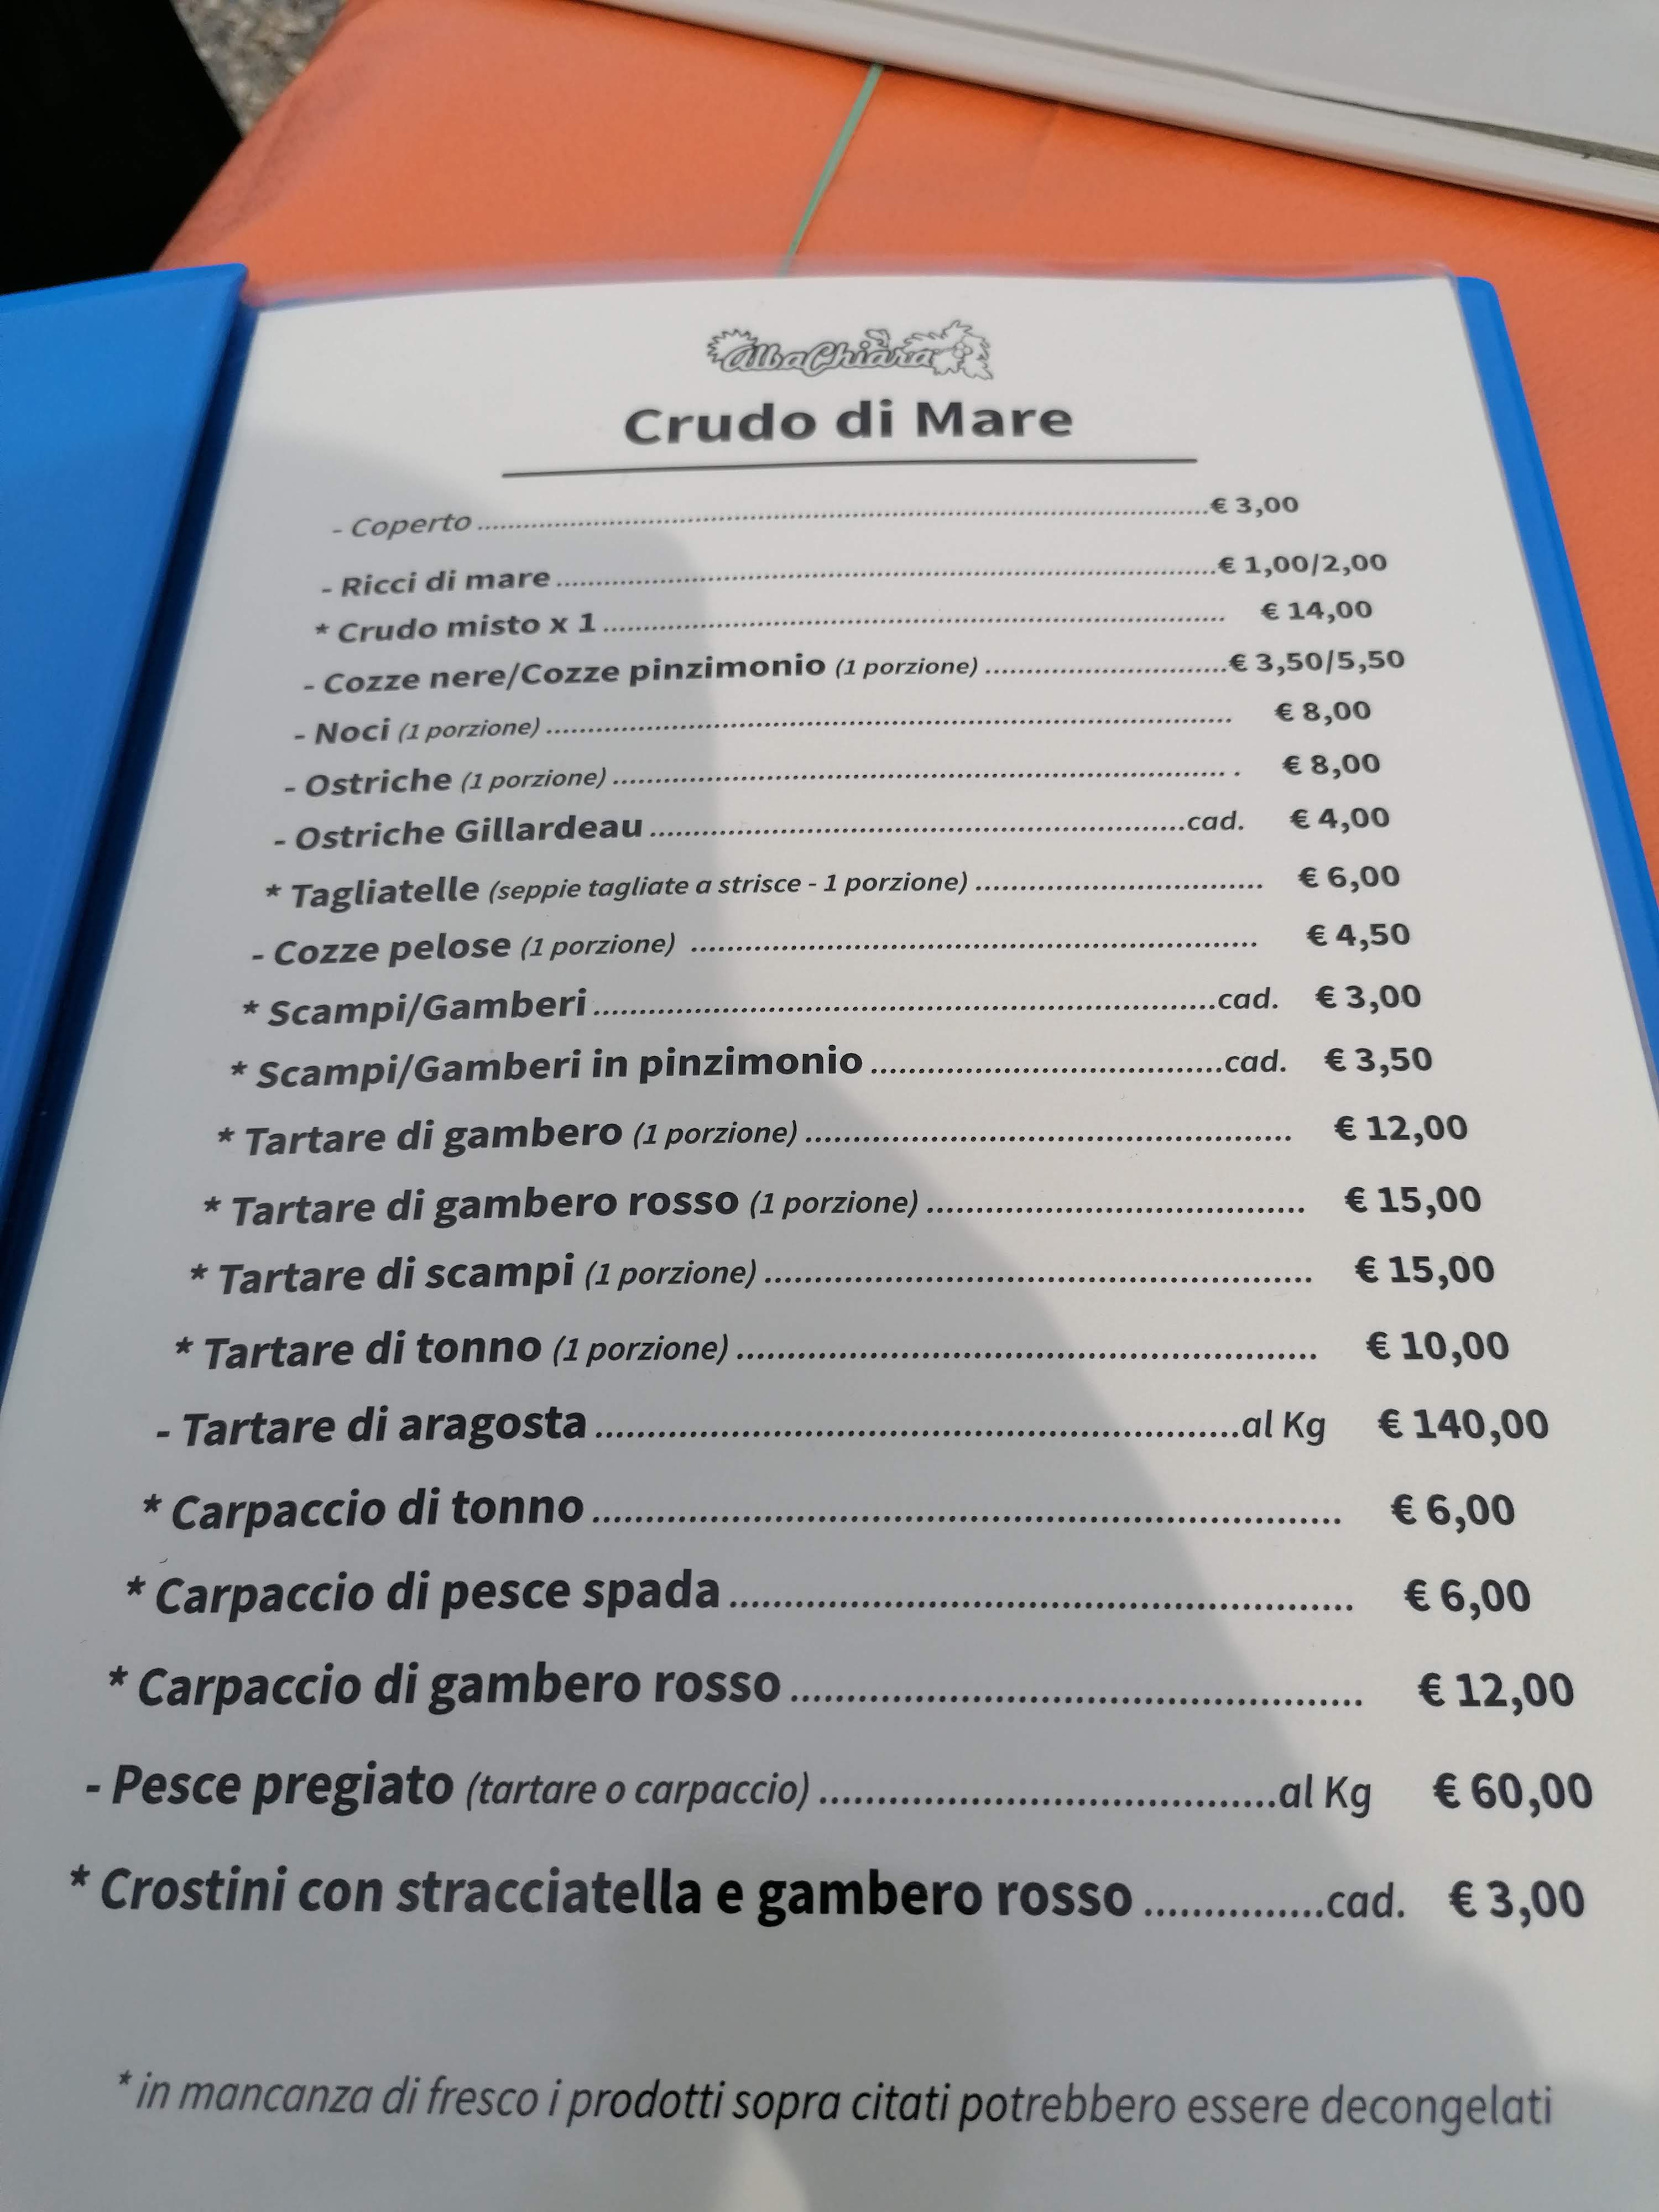 AlbaChiara
Crudo di Mare
- Coperto ........................................ € 3,00
- Ricci di mare ........................................ € 1,00/2,00
* Crudo misto x 1 ........................................ € 14,00
- Cozze nere/Cozze pinzimonio (1 porzione) ........................................ € 3,50/5,50
- Noci (1 porzione) ........................................ € 8,00
- Ostriche (1 porzione) ........................................ € 8,00
- Ostriche Gillardeau ........................................ cad. € 4,00
* Tagliatelle (seppie tagliate a strisce - 1 porzione) ........................................ € 6,00
- Cozze pelose (1 porzione) ........................................ € 4,50
* Scampi/Gamberi ........................................ cad. € 3,00
* Scampi/Gamberi in pinzimonio ........................................ cad. € 3,50
* Tartare di gambero (1 porzione) ........................................ € 12,00
* Tartare di gambero rosso (1 porzione) ........................................ € 15,00
* Tartare di scampi (1 porzione) ........................................ € 15,00
* Tartare di tonno (1 porzione) ........................................ € 10,00
- Tartare di aragosta ........................................ al Kg € 140,00
* Carpaccio di tonno ........................................ € 6,00
* Carpaccio di pesce spada ........................................ € 6,00
* Carpaccio di gambero rosso ........................................ € 12,00
- Pesce pregiato (tartare o carpaccio) ........................................ al Kg € 60,00
* Crostini con stracciatella e gambero rosso ............... cad. € 3,00
* in mancanza di fresco i prodotti sopra citati potrebbero essere decongelati